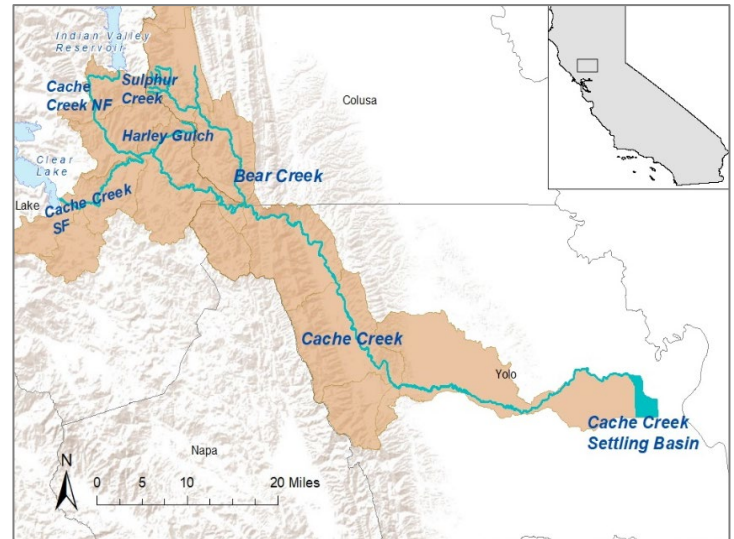 Indian Valley
Reservoir
Cache
Creek NF
Sulphur
Creek
Colusa
Harley Gulch
Clear
Lake
Bear Creek
Lake
Cache Creek
SF
Cache Creek
Yolo
Cache Creek
Settling Basin
Napa
N
0 5 10 20 Miles